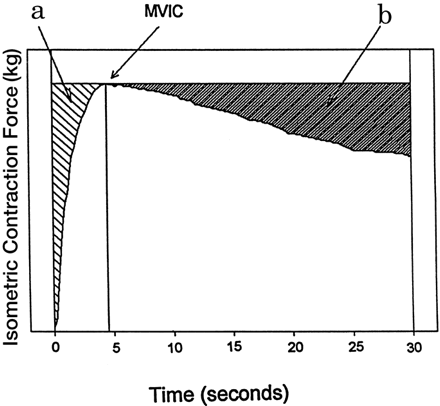 a
MVIC
b
Isometric Contraction Force (kg)
0 5 10 15 20 25 30
Time (seconds)